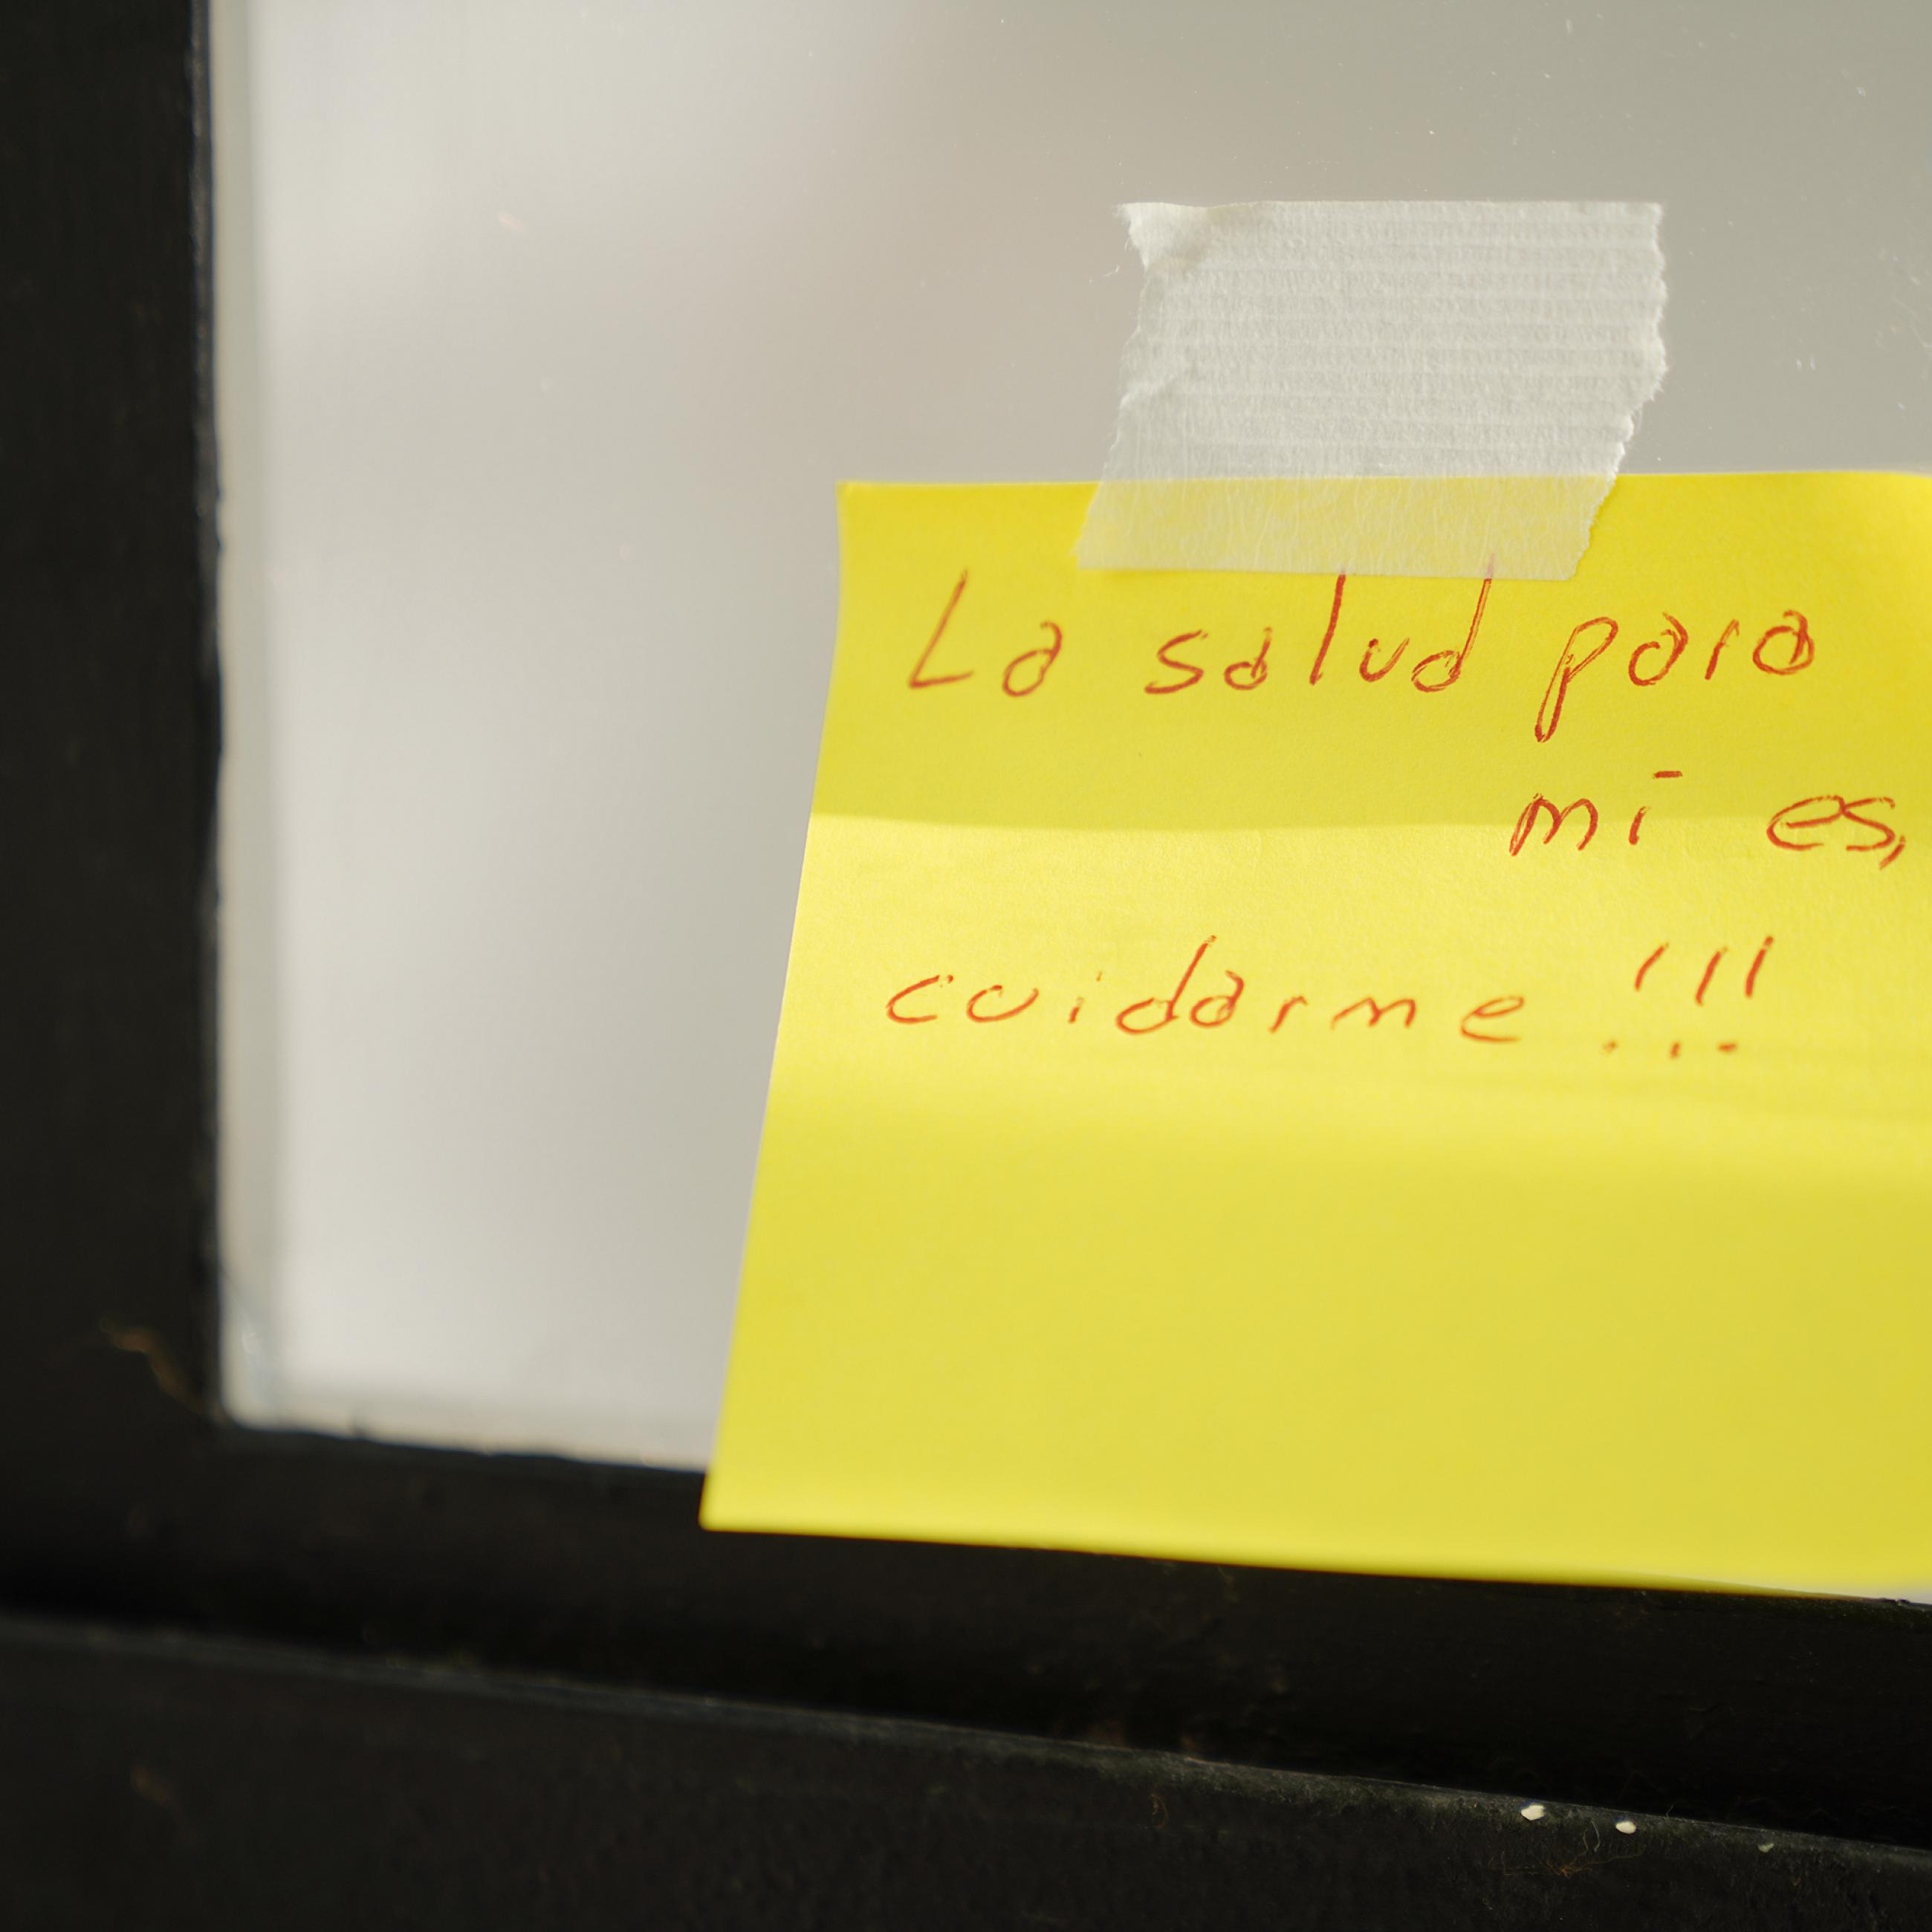 La salud para
mi es,
cuidarme!!!